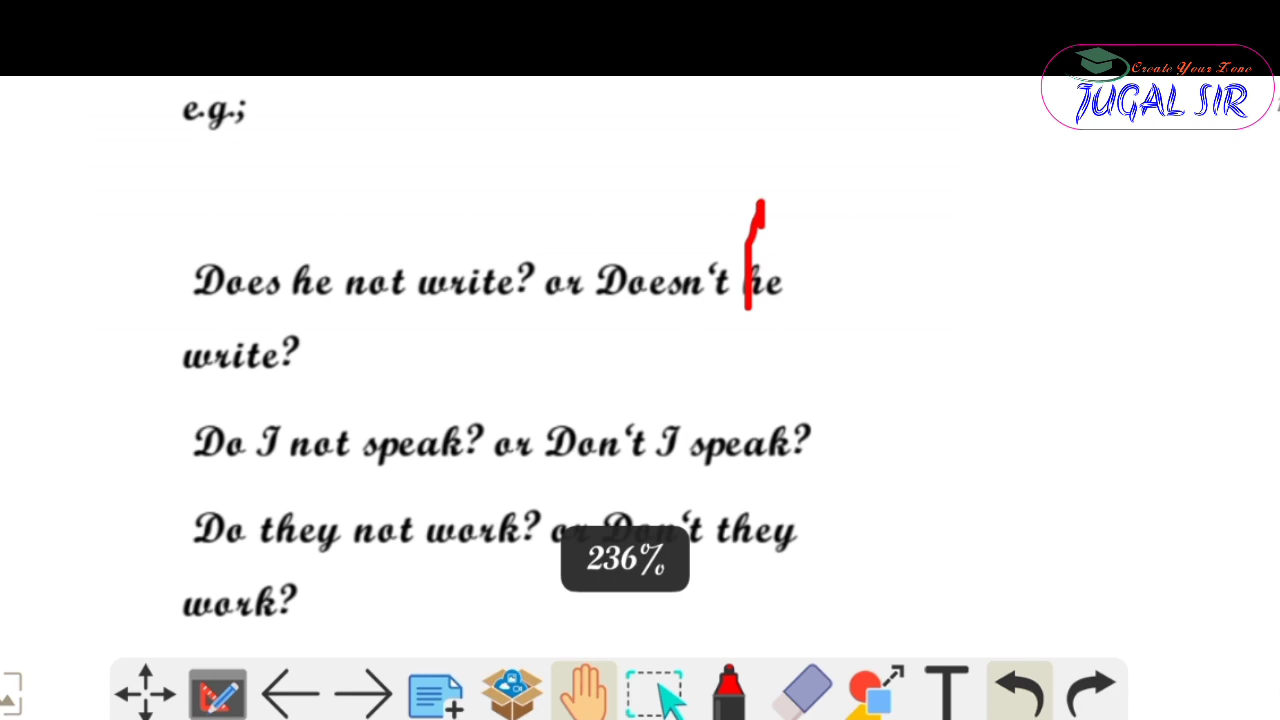 Create Your Zone
JUGAL SIR
e.g.;
Does he not write? or Doesn‘t he
write?
Do I not speak? or Don‘t I speak?
Do they not work? or Don‘t they
work?
236%